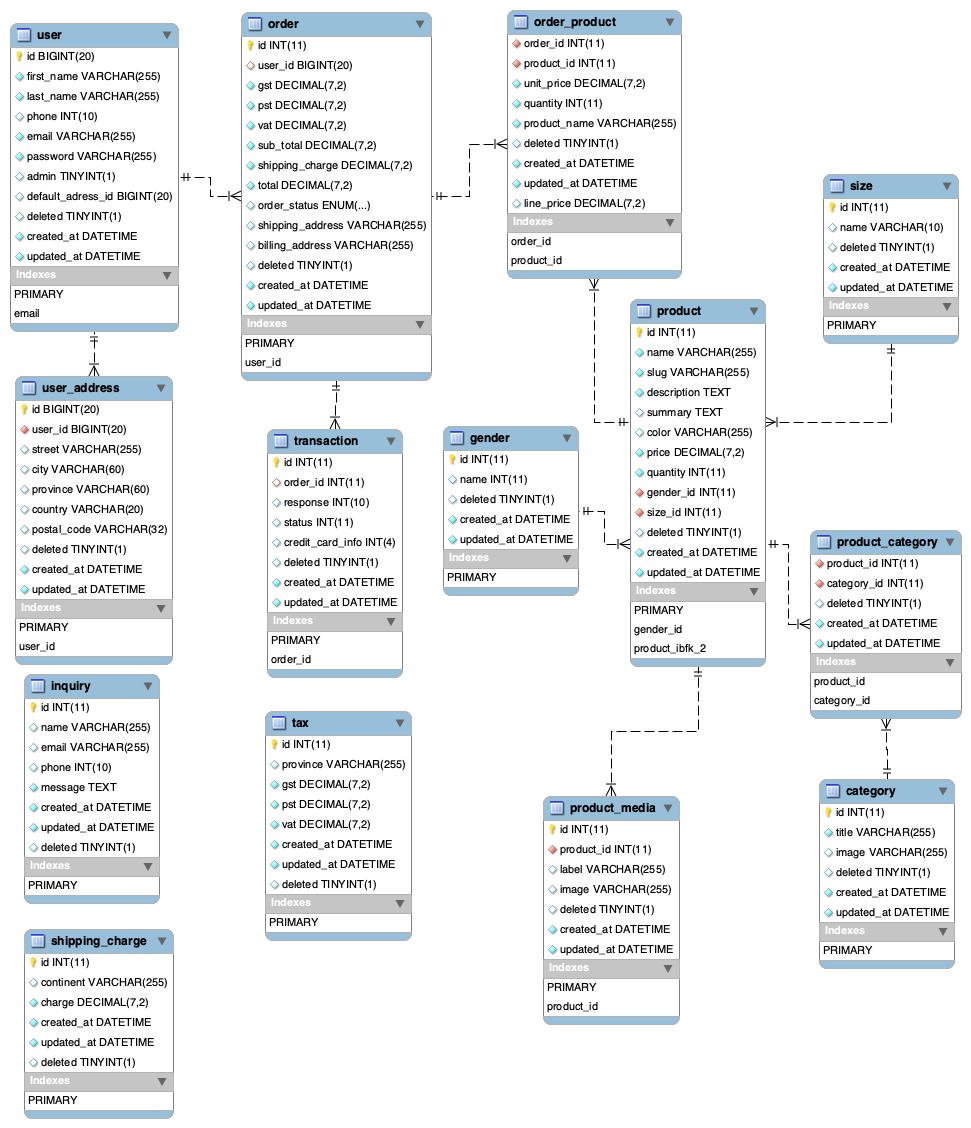 user
id BIGINT(20)
first_name VARCHAR(255)
last_name VARCHAR(255)
phone INT(10)
email VARCHAR(255)
password VARCHAR(255)
admin TINYINT(1)
default_adress_id BIGINT(20)
deleted TINYINT(1)
created_at DATETIME
updated_at DATETIME
Indexes
PRIMARY
email
order
id INT(11)
user_id BIGINT(20)
gst DECIMAL(7,2)
pst DECIMAL(7,2)
vat DECIMAL(7,2)
sub_total DECIMAL(7,2)
shipping_charge DECIMAL(7,2)
total DECIMAL(7,2)
order_status ENUM(...)
shipping_address VARCHAR(255)
billing_address VARCHAR(255)
deleted TINYINT(1)
created_at DATETIME
updated_at DATETIME
Indexes
PRIMARY
user_id
order_product
order_id INT(11)
product_id INT(11)
unit_price DECIMAL(7,2)
quantity INT(11)
product_name VARCHAR(255)
deleted TINYINT(1)
created_at DATETIME
updated_at DATETIME
line_price DECIMAL(7,2)
Indexes
order_id
product_id
size
id INT(11)
name VARCHAR(10)
deleted TINYINT(1)
created_at DATETIME
updated_at DATETIME
Indexes
PRIMARY
product
id INT(11)
name VARCHAR(255)
slug VARCHAR(255)
description TEXT
summary TEXT
color VARCHAR(255)
price DECIMAL(7,2)
quantity INT(11)
gender_id INT(11)
size_id INT(11)
deleted TINYINT(1)
created_at DATETIME
updated_at DATETIME
Indexes
PRIMARY
gender_id
product_ibfk_2
user_address
id BIGINT(20)
user_id BIGINT(20)
street VARCHAR(255)
city VARCHAR(60)
province VARCHAR(60)
country VARCHAR(20)
postal_code VARCHAR(32)
deleted TINYINT(1)
created_at DATETIME
updated_at DATETIME
Indexes
PRIMARY
user_id
transaction
id INT(11)
order_id INT(11)
response INT(10)
status INT(11)
credit_card_info INT(4)
deleted TINYINT(1)
created_at DATETIME
updated_at DATETIME
Indexes
PRIMARY
order_id
gender
id INT(11)
name INT(11)
deleted TINYINT(1)
created_at DATETIME
updated_at DATETIME
Indexes
PRIMARY
product_category
product_id INT(11)
category_id INT(11)
deleted TINYINT(1)
created_at DATETIME
updated_at DATETIME
Indexes
product_id
category_id
inquiry
id INT(11)
name VARCHAR(255)
email VARCHAR(255)
phone INT(10)
message TEXT
created_at DATETIME
updated_at DATETIME
deleted TINYINT(1)
Indexes
PRIMARY
tax
id INT(11)
province VARCHAR(255)
gst DECIMAL(7,2)
pst DECIMAL(7,2)
vat DECIMAL(7,2)
created_at DATETIME
updated_at DATETIME
deleted TINYINT(1)
Indexes
PRIMARY
product_media
id INT(11)
product_id INT(11)
label VARCHAR(255)
image VARCHAR(255)
deleted TINYINT(1)
created_at DATETIME
updated_at DATETIME
Indexes
PRIMARY
product_id
category
id INT(11)
title VARCHAR(255)
image VARCHAR(255)
deleted TINYINT(1)
created_at DATETIME
updated_at DATETIME
Indexes
PRIMARY
shipping_charge
id INT(11)
continent VARCHAR(255)
charge DECIMAL(7,2)
created_at DATETIME
updated_at DATETIME
deleted TINYINT(1)
Indexes
PRIMARY